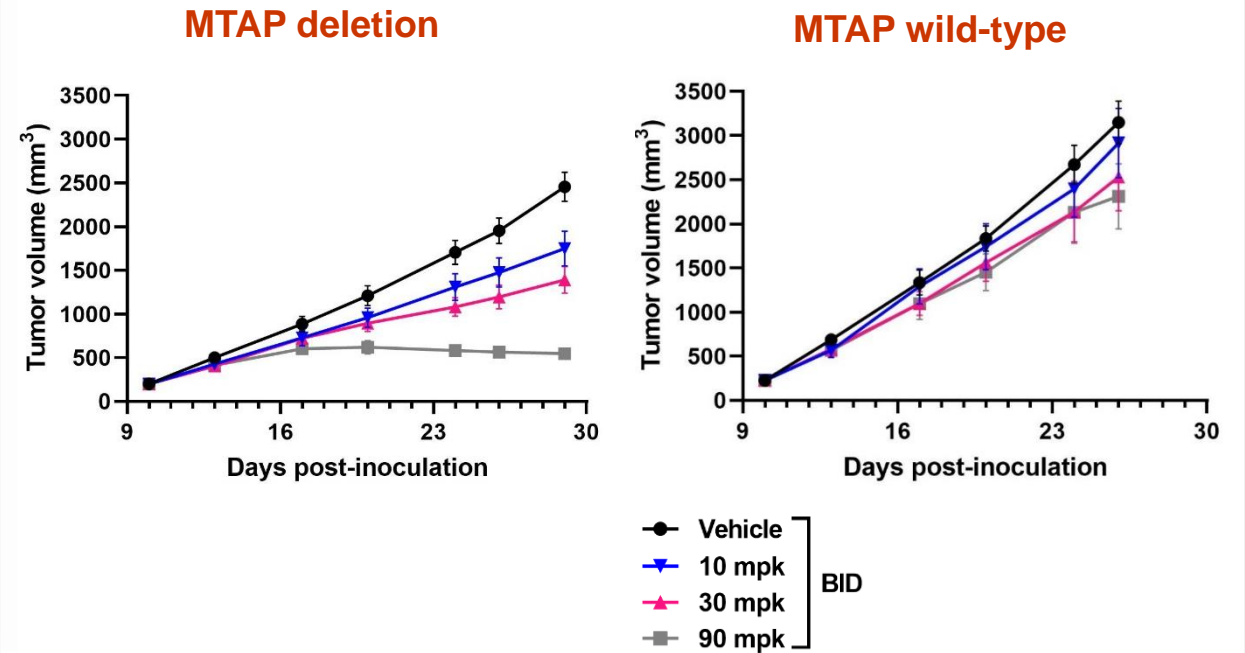 MTAP deletion
MTAP wild-type
3500
3000
2500
2000
1500
1000
500
0
Tumor volume (mm³)
9 16 23 30
Days post-inoculation
3500
3000
2500
2000
1500
1000
500
0
Tumor volume (mm³)
9 16 23 30
Days post-inoculation
Vehicle
10 mpk
30 mpk
90 mpk
BID